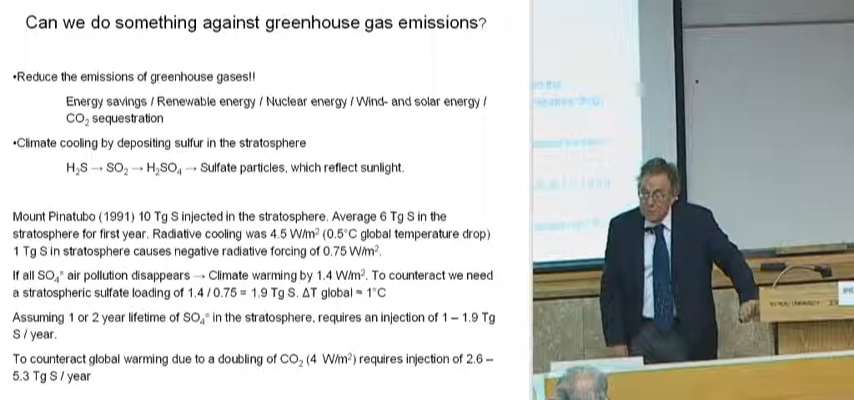 Can we do something against greenhouse gas emissions?
•Reduce the emissions of greenhouse gases!!
Energy savings / Renewable energy / Nuclear energy / Wind- and solar energy /
CO₂ sequestration
•Climate cooling by depositing sulfur in the stratosphere
H₂S → SO₂ → H₂SO₄ → Sulfate particles, which reflect sunlight.
Mount Pinatubo (1991) 10 Tg S injected in the stratosphere. Average 6 Tg S in the
stratosphere for first year. Radiative cooling was 4.5 W/m² (0.5°C global temperature drop)
1 Tg S in stratosphere causes negative radiative forcing of 0.75 W/m².
If all SO₄⁼ air pollution disappears → Climate warming by 1.4 W/m². To counteract we need
a stratospheric sulfate loading of 1.4 / 0.75 = 1.9 Tg S. ΔT global = 1°C
Assuming 1 or 2 year lifetime of SO₄⁼ in the stratosphere, requires an injection of 1 – 1.9 Tg
S / year.
To counteract global warming due to a doubling of CO₂ (4 W/m²) requires injection of 2.6 –
5.3 Tg S / year